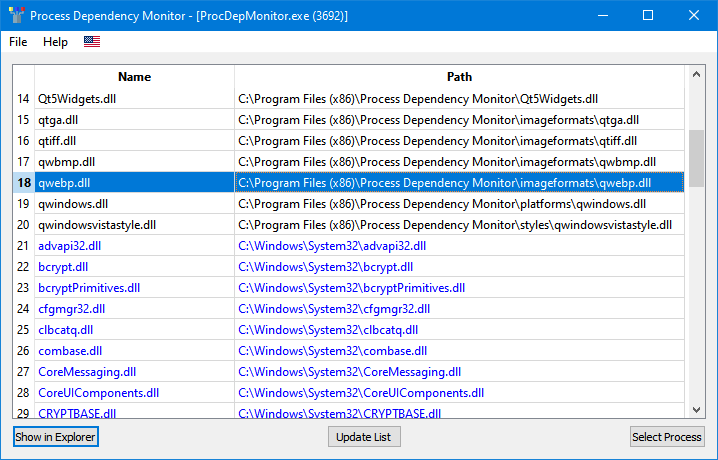 Process Dependency Monitor - [ProcDepMonitor.exe (3692)]
File Help
Name Path
14 Qt5Widgets.dll C:\Program Files (x86)\Process Dependency Monitor\Qt5Widgets.dll
15 qtga.dll C:\Program Files (x86)\Process Dependency Monitor\imageformats\qtga.dll
16 qtiff.dll C:\Program Files (x86)\Process Dependency Monitor\imageformats\qtiff.dll
17 qwbmp.dll C:\Program Files (x86)\Process Dependency Monitor\imageformats\qwbmp.dll
18 qwebp.dll C:\Program Files (x86)\Process Dependency Monitor\imageformats\qwebp.dll
19 qwindows.dll C:\Program Files (x86)\Process Dependency Monitor\platforms\qwindows.dll
20 qwindowsvistastyle.dll C:\Program Files (x86)\Process Dependency Monitor\styles\qwindowsvistastyle.dll
21 advapi32.dll C:\Windows\System32\advapi32.dll
22 bcrypt.dll C:\Windows\System32\bcrypt.dll
23 bcryptPrimitives.dll C:\Windows\System32\bcryptPrimitives.dll
24 cfgmgr32.dll C:\Windows\System32\cfgmgr32.dll
25 clbcatq.dll C:\Windows\System32\clbcatq.dll
26 combase.dll C:\Windows\System32\combase.dll
27 CoreMessaging.dll C:\Windows\System32\CoreMessaging.dll
28 CoreUIComponents.dll C:\Windows\System32\CoreUIComponents.dll
29 CRYPTBASE.dll C:\Windows\System32\CRYPTBASE.dll
Show in Explorer Update List Select Process